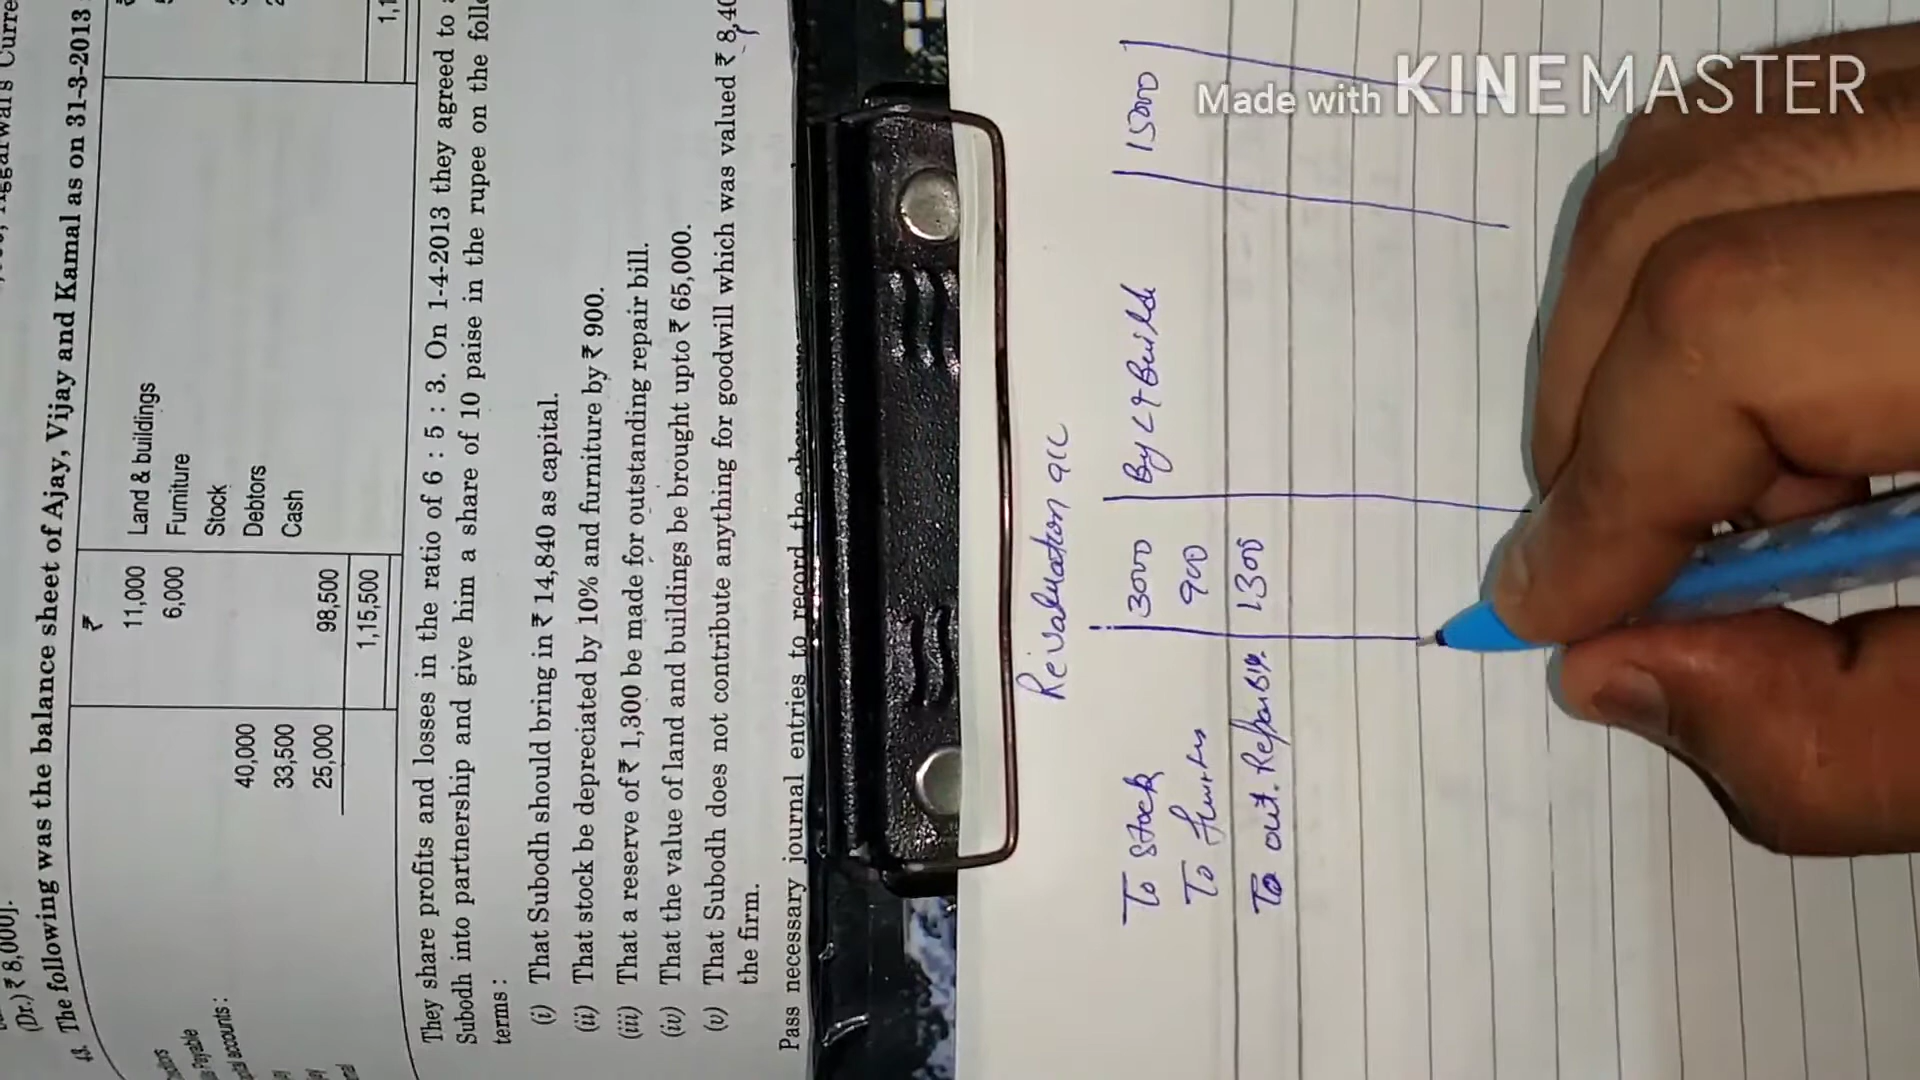 Made with KINEMASTER
(Dr.) ₹ 8,000].
43. The following was the balance sheet of Ajay, Vijay and Kamal as on 31-3-2013
₹
11,000 Land & buildings
Payable 6,000 Furniture
accounts : Stock
40,000 Debtors
33,500 Cash
25,000 98,500
1,15,500
They share profits and losses in the ratio of 6 : 5 : 3. On 1-4-2013 they agreed to
Subodh into partnership and give him a share of 10 paise in the rupee on the
terms :
(i) That Subodh should bring in ₹ 14,840 as capital.
(ii) That stock be depreciated by 10% and furniture by ₹ 900.
(iii) That a reserve of ₹ 1,300 be made for outstanding repair bill.
(iv) That the value of land and buildings be brought upto ₹ 65,000.
(v) That Subodh does not contribute anything for goodwill which was valued ₹ 8,40
the firm.
Pass necessary journal entries to record the above
Revaluation a/c
To Stock 3000 By L & Build 15000
To 900
To out. Repair 1300